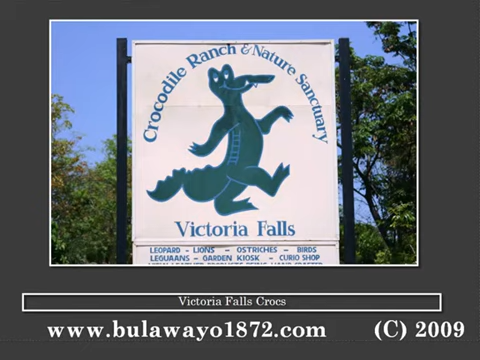 Crocodile Ranch & Nature Sanctuary
Victoria Falls
LEOPARD - LIONS - OSTRICHES - BIRDS
LEGUAANS - GARDEN KIOSK - CURIO SHOP
Victoria Falls Crocs
www.bulawayo1872.com (C) 2009